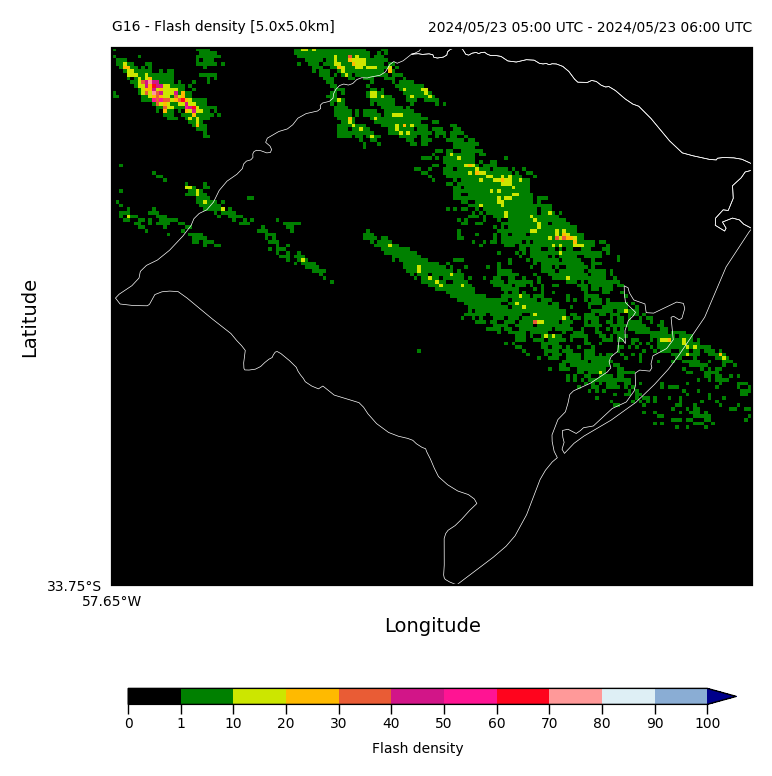 G16 - Flash density [5.0x5.0km]
2024/05/23 05:00 UTC - 2024/05/23 06:00 UTC
Latitude
33.75°S
57.65°W
Longitude
0 1 10 20 30 40 50 60 70 80 90 100
Flash density